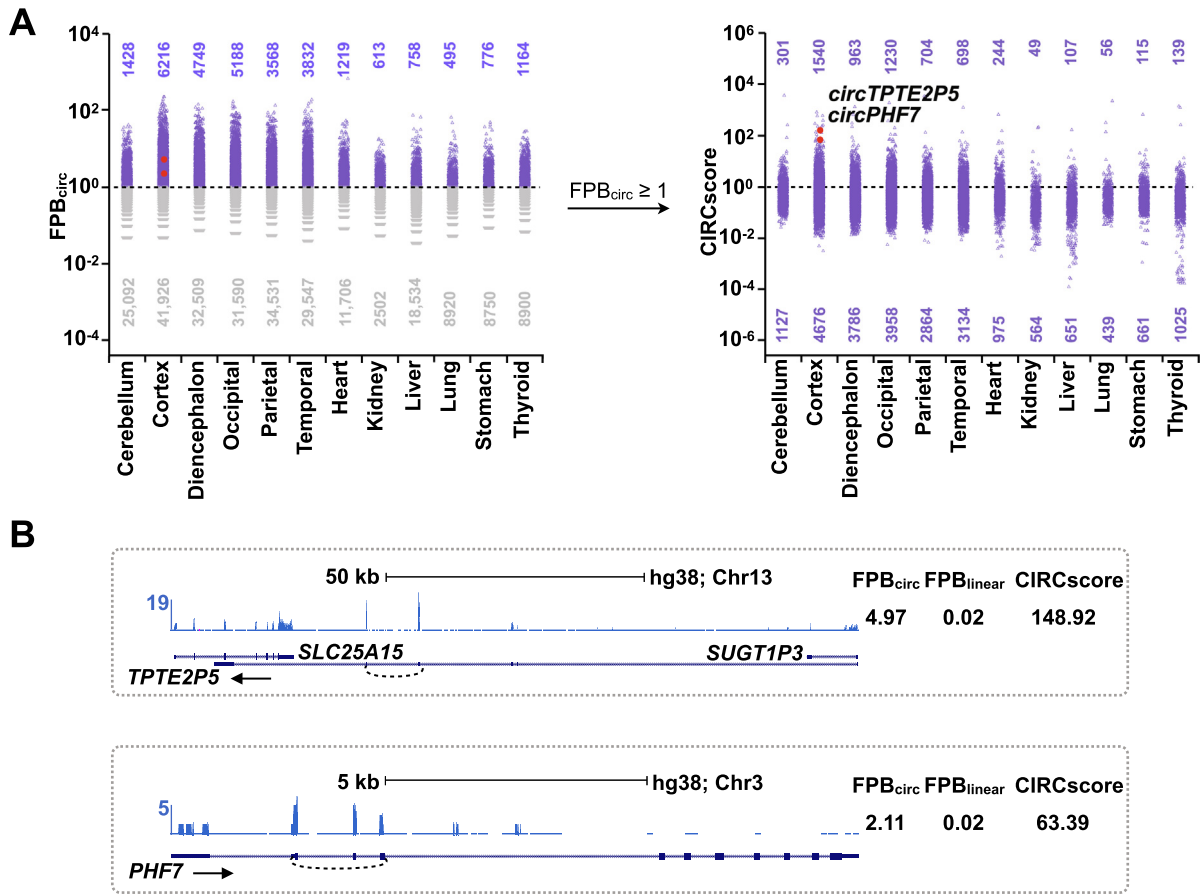 A
FPBcirc
10^4
10^2
10^0
10^-2
10^-4
1428 6216 4749 5188 3568 3832 1219 613 758 495 776 1164
25,092 41,926 32,509 31,590 34,531 29,547 11,706 2502 18,534 8920 8750 8900
Cerebellum Cortex Diencephalon Occipital Parietal Temporal Heart Kidney Liver Lung Stomach Thyroid
FPBcirc ≥ 1
CIRCscore
10^6
10^4
10^2
10^0
10^-2
10^-4
10^-6
301 1540 963 1230 704 698 244 49 107 56 115 139
circTPTE2P5
circPHF7
1127 4676 3786 3958 2864 3134 975 564 651 439 661 1025
Cerebellum Cortex Diencephalon Occipital Parietal Temporal Heart Kidney Liver Lung Stomach Thyroid
B
50 kb hg38; Chr13
FPBcirc FPBlinear CIRCscore
19
4.97 0.02 148.92
SLC25A15 SUGT1P3
TPTE2P5
5 kb hg38; Chr3
FPBcirc FPBlinear CIRCscore
5
2.11 0.02 63.39
PHF7